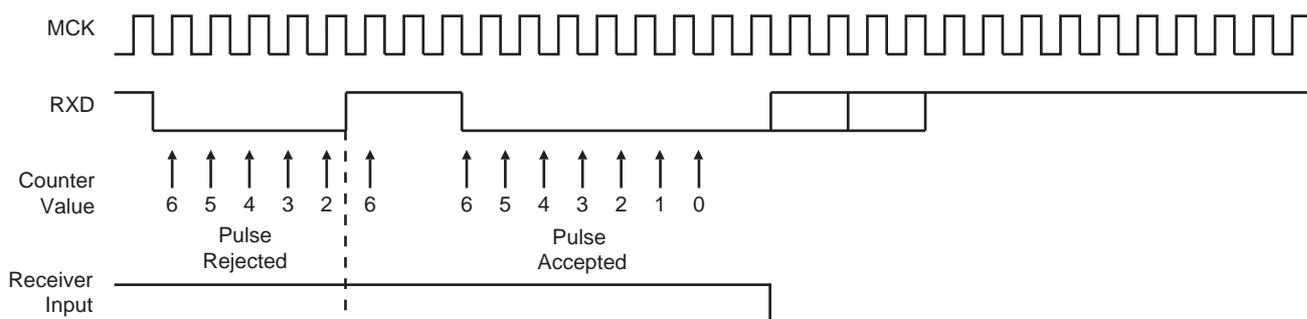 MCK
RXD
Counter
Value
6 5 4 3 2 6 6 5 4 3 2 1 0
Pulse
Rejected
Pulse
Accepted
Receiver
Input